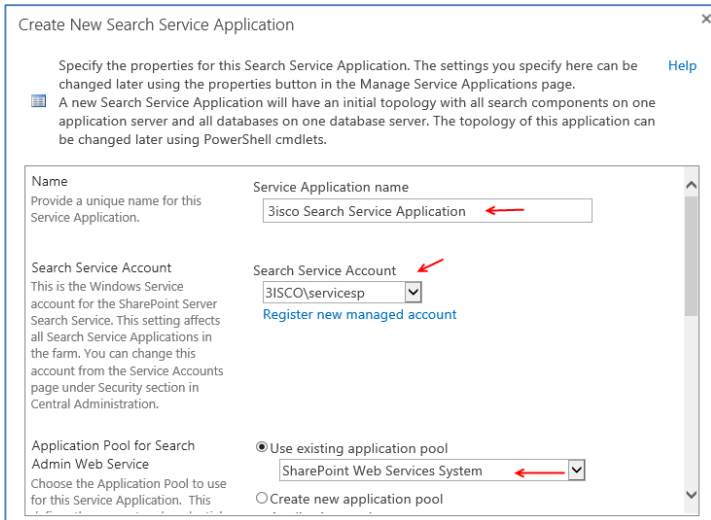 Create New Search Service Application
Specify the properties for this Search Service Application. The settings you specify here can be
changed later using the properties button in the Manage Service Applications page.
A new Search Service Application will have an initial topology with all search components on one
application server and all databases on one database server. The topology of this application can
be changed later using PowerShell cmdlets.
Help
Name
Provide a unique name for this
Service Application.
Service Application name
3isco Search Service Application
Search Service Account
This is the Windows Service
account for the SharePoint Server
Search Service. This setting affects
all Search Service Applications in
the farm. You can change this
account from the Service Accounts
page under Security section in
Central Administration.
Search Service Account
3ISCO\servicesp
Register new managed account
Application Pool for Search
Admin Web Service
Choose the Application Pool to use
for this Service Application. This
Use existing application pool
SharePoint Web Services System
Create new application pool